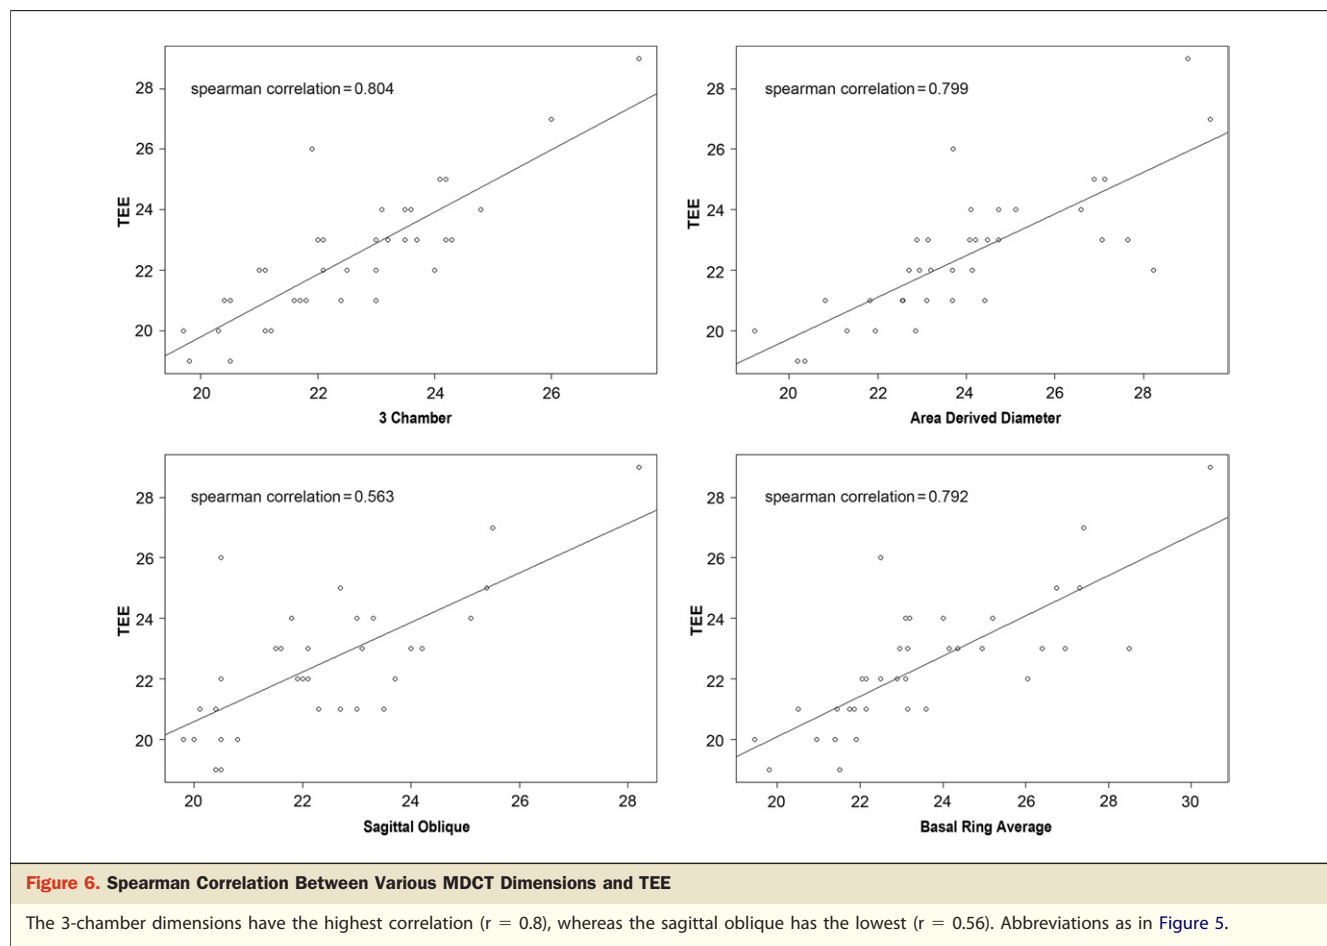 spearman correlation=0.804
28
26
24
22
20
TEE
20 22 24 26
3 Chamber
spearman correlation=0.799
28
26
24
22
20
TEE
20 22 24 26 28
Area Derived Diameter
spearman correlation=0.563
28
26
24
22
20
TEE
20 22 24 26 28
Sagittal Oblique
spearman correlation=0.792
28
26
24
22
20
TEE
20 22 24 26 28 30
Basal Ring Average
Figure 6. Spearman Correlation Between Various MDCT Dimensions and TEE
The 3-chamber dimensions have the highest correlation (r = 0.8), whereas the sagittal oblique has the lowest (r = 0.56). Abbreviations as in Figure 5.